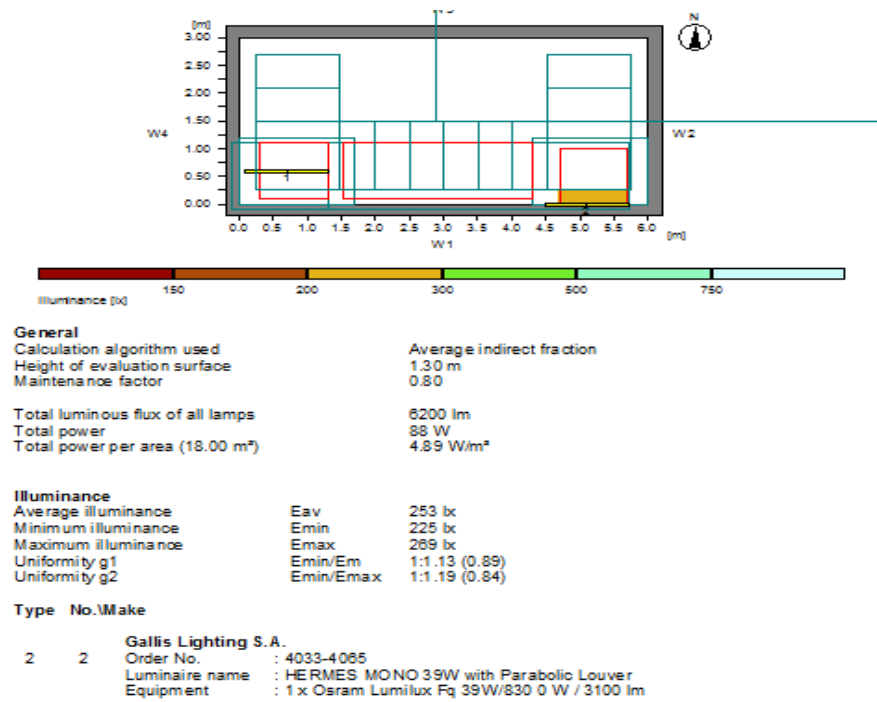 [m]
N
3.00
2.50
2.00
1.50
W4
W2
1.00
1
0.50
0.00
0.0 0.5 1.0 1.5 2.0 2.5 3.0 3.5 4.0 4.5 5.0 5.5 6.0 [m]
W1
150 200 300 500 750
Illuminance [lx]
General
Calculation algorithm used Average indirect fraction
Height of evaluation surface 1.30 m
Maintenance factor 0.80
Total luminous flux of all lamps 6200 lm
Total power 88 W
Total power per area (18.00 m²) 4.89 W/m²
Illuminance
Average illuminance Eav 253 lx
Minimum illuminance Emin 225 lx
Maximum illuminance Emax 269 lx
Uniformity g1 Emin/Em 1:1.13 (0.89)
Uniformity g2 Emin/Emax 1:1.19 (0.84)
Type No.\Make
Gallis Lighting S.A.
2 2 Order No. : 4033-4065
Luminaire name : HERMES MONO 39W with Parabolic Louver
Equipment : 1 x Osram Lumilux Fq 39W/830 0 W / 3100 lm